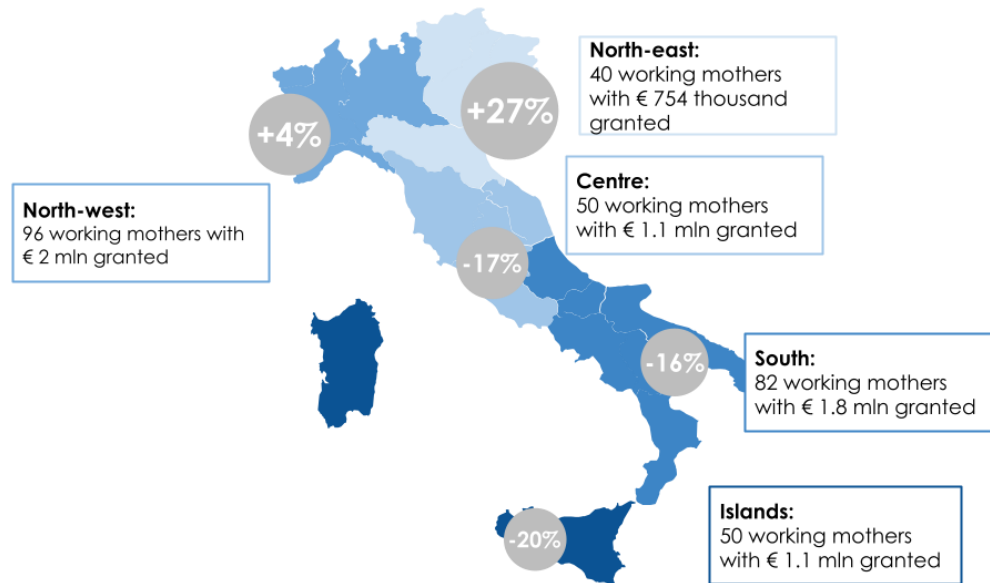 North-east:
40 working mothers
with € 754 thousand
granted
+27%
+4%
Centre:
50 working mothers
with € 1.1 mln granted
North-west:
96 working mothers with
€ 2 mln granted
-17%
-16%
South:
82 working mothers
with € 1.8 mln granted
Islands:
50 working mothers
with € 1.1 mln granted
-20%